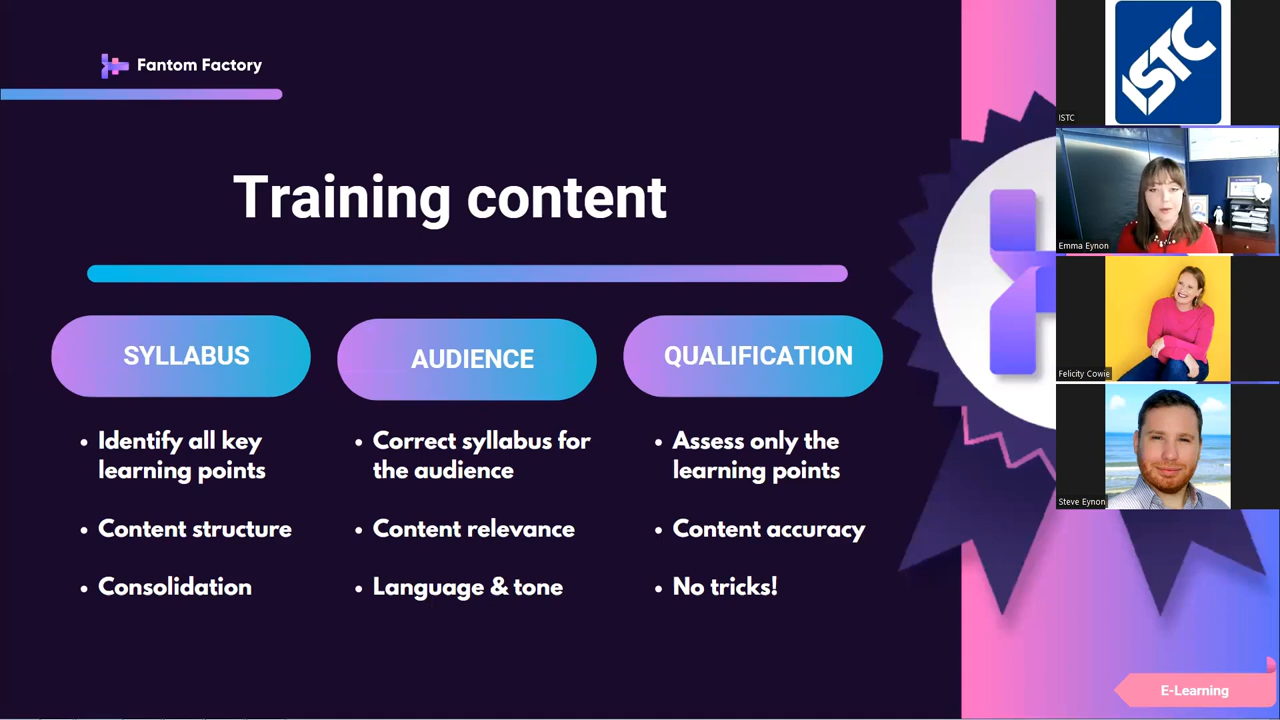 Fantom Factory
Training content
SYLLABUS
Identify all key
learning points
Content structure
Consolidation
AUDIENCE
Correct syllabus for
the audience
Content relevance
Language & tone
QUALIFICATION
Assess only the
learning points
Content accuracy
No tricks!
E-Learning
ISTC
ISTC
Emma Eynon
Felicity Cowie
Steve Eynon